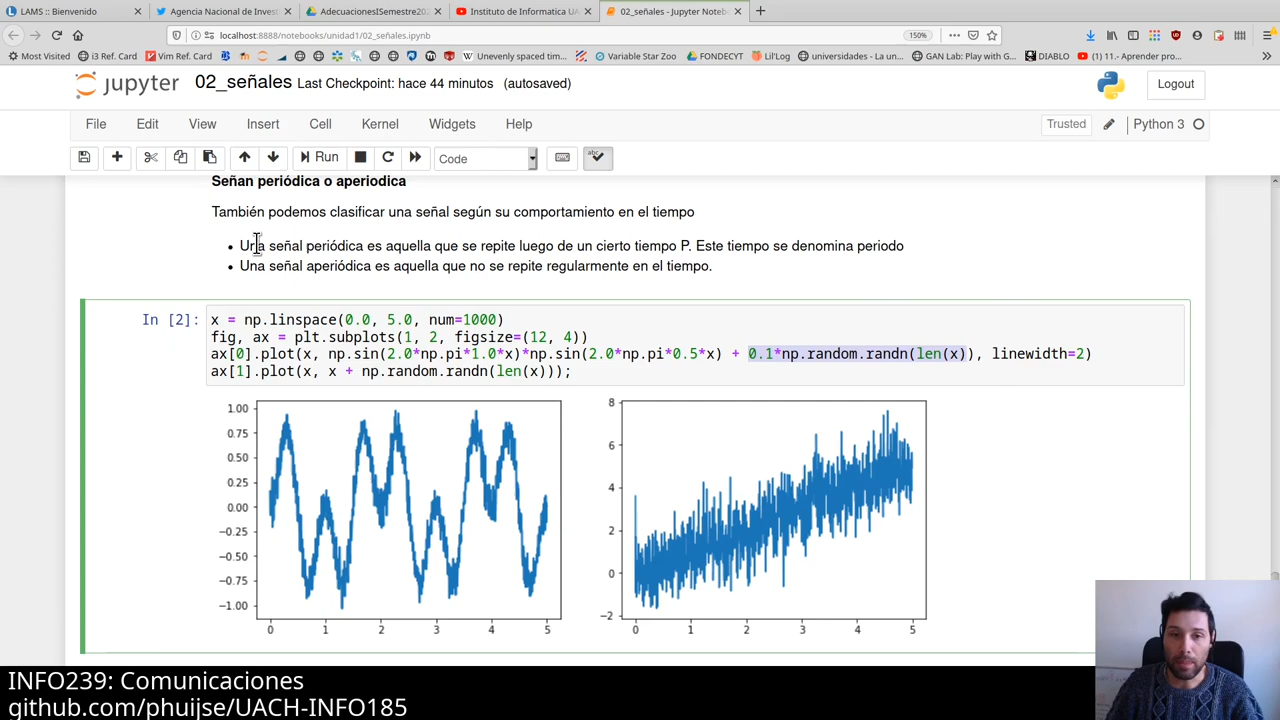 LAMS :: Bienvenido
Agencia Nacional de Invest
AdecuacionesISemestre202
Instituto de Informatica UA
02_señales - Jupyter Noteb
localhost:8888/notebooks/unidad1/02_señales.ipynb
150%
Most Visited
i3 Ref. Card
Vim Ref. Card
Unevenly spaced tim...
Variable Star Zoo
FONDECYT
Lil'Log
universidades - La un...
GAN Lab: Play with G...
DIABLO
(1) 11.- Aprender pro...
jupyter
02_señales
Last Checkpoint: hace 44 minutos
(autosaved)
Logout
File
Edit
View
Insert
Cell
Kernel
Widgets
Help
Trusted
Python 3
Run
Code
Señan periódica o aperiodica
También podemos clasificar una señal según su comportamiento en el tiempo
• Una señal periódica es aquella que se repite luego de un cierto tiempo P. Este tiempo se denomina periodo
• Una señal aperiódica es aquella que no se repite regularmente en el tiempo.
In [2]:
x = np.linspace(0.0, 5.0, num=1000)
fig, ax = plt.subplots(1, 2, figsize=(12, 4))
ax[0].plot(x, np.sin(2.0*np.pi*1.0*x)*np.sin(2.0*np.pi*0.5*x) + 0.1*np.random.randn(len(x)), linewidth=2)
ax[1].plot(x, x + np.random.randn(len(x)));
1.00
0.75
0.50
0.25
0.00
−0.25
−0.50
−0.75
−1.00
0 1 2 3 4 5
8
6
4
2
0
−2
0 1 2 3 4 5
INFO239: Comunicaciones
github.com/phuijse/UACH-INFO185